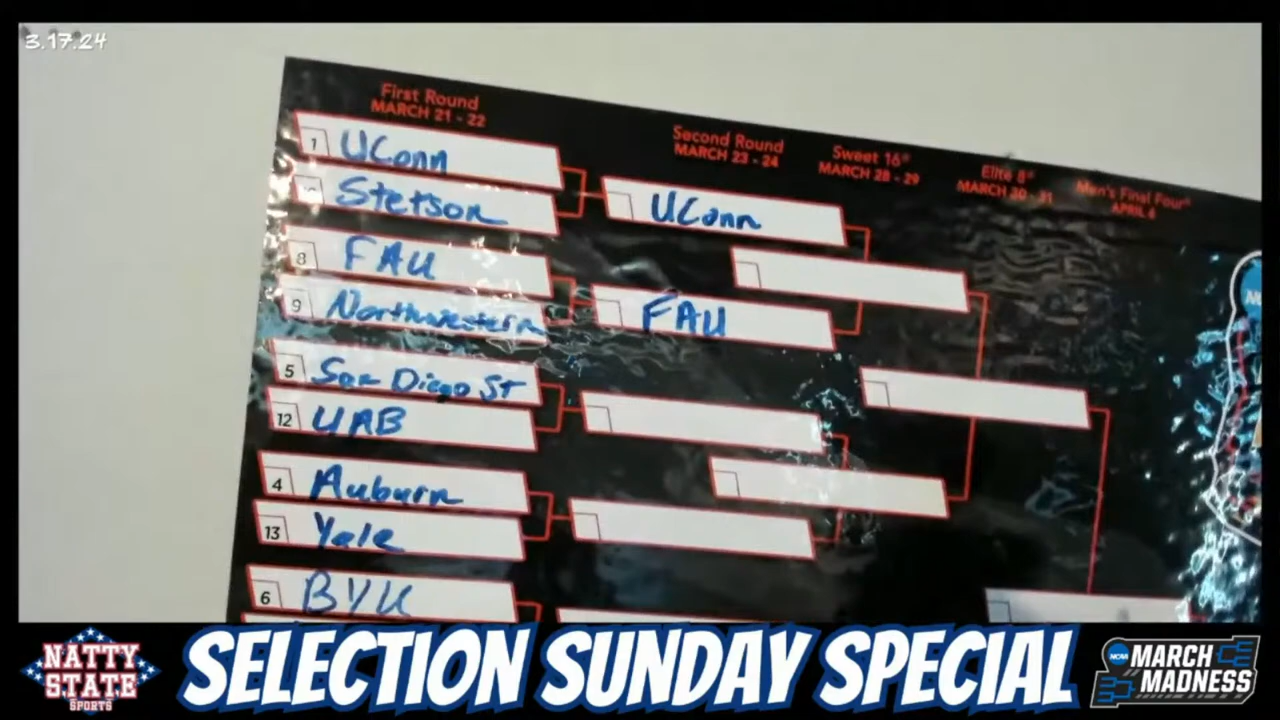 3.17.24
First Round
MARCH 21 - 22
Second Round
MARCH 23 - 24
Sweet 16®
MARCH 28 - 29
Elite 8®
MARCH 30 - 31
Men's Final Four®
APRIL 6
1 UConn
Stetson
UConn
8 FAU
9 Northwestern
FAU
5 San Diego St
12 UAB
4 Auburn
13 Yale
6 BYU
NATTY
STATE
SPORTS
SELECTION SUNDAY SPECIAL
NCAA
MARCH
MADNESS